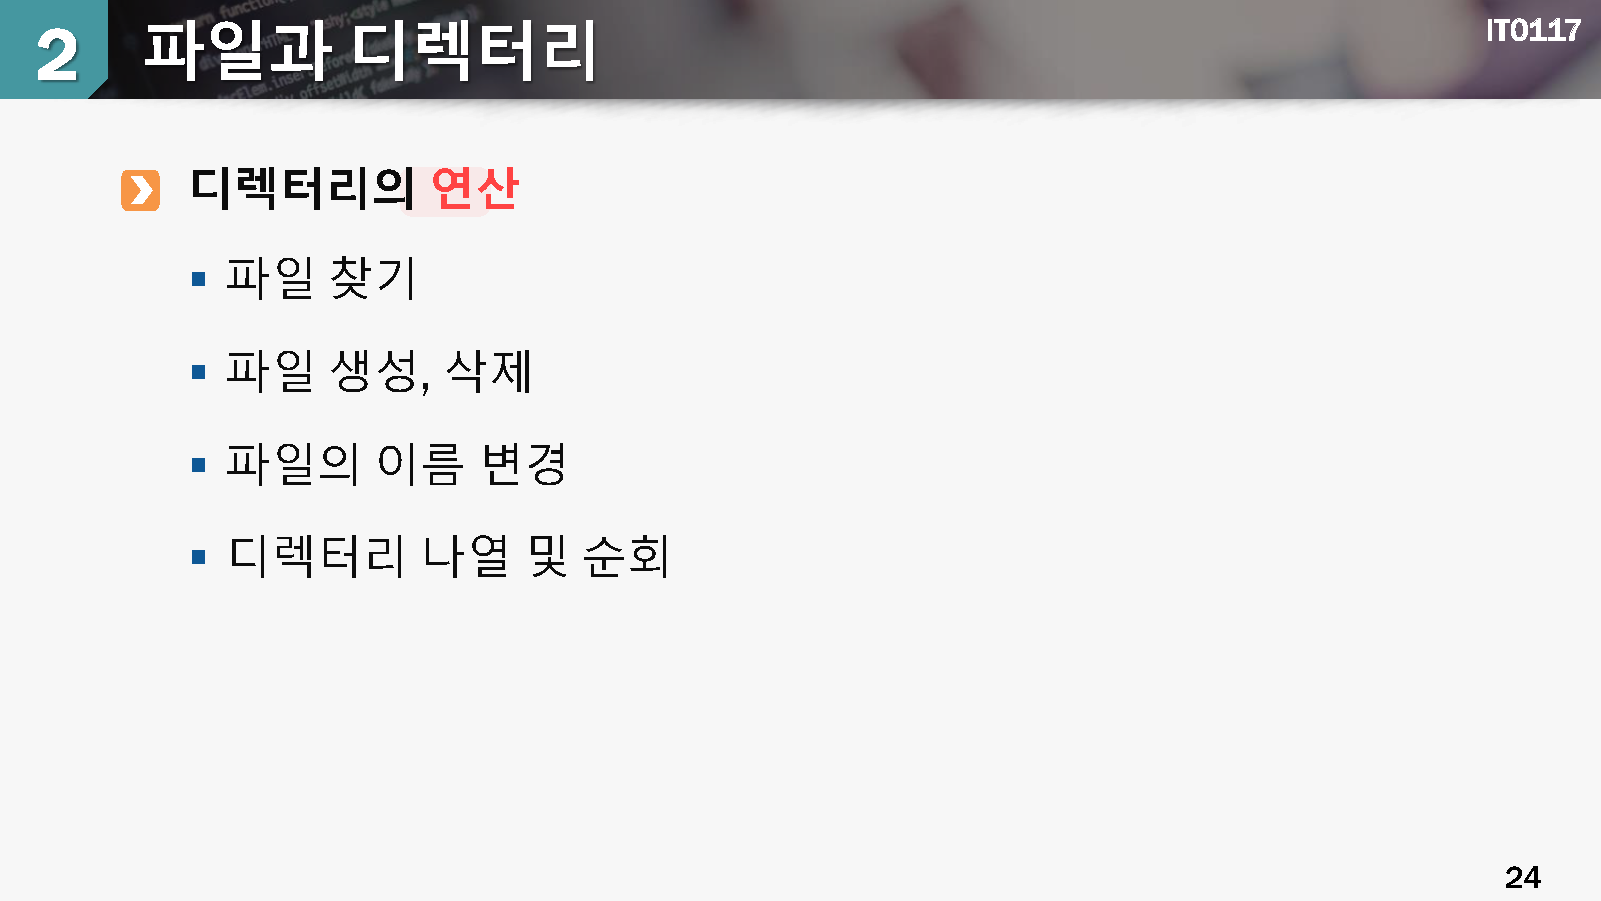 2 파일과 디렉터리
IT0117
디렉터리의 연산
파일 찾기
파일 생성, 삭제
파일의 이름 변경
디렉터리 나열 및 순회
24